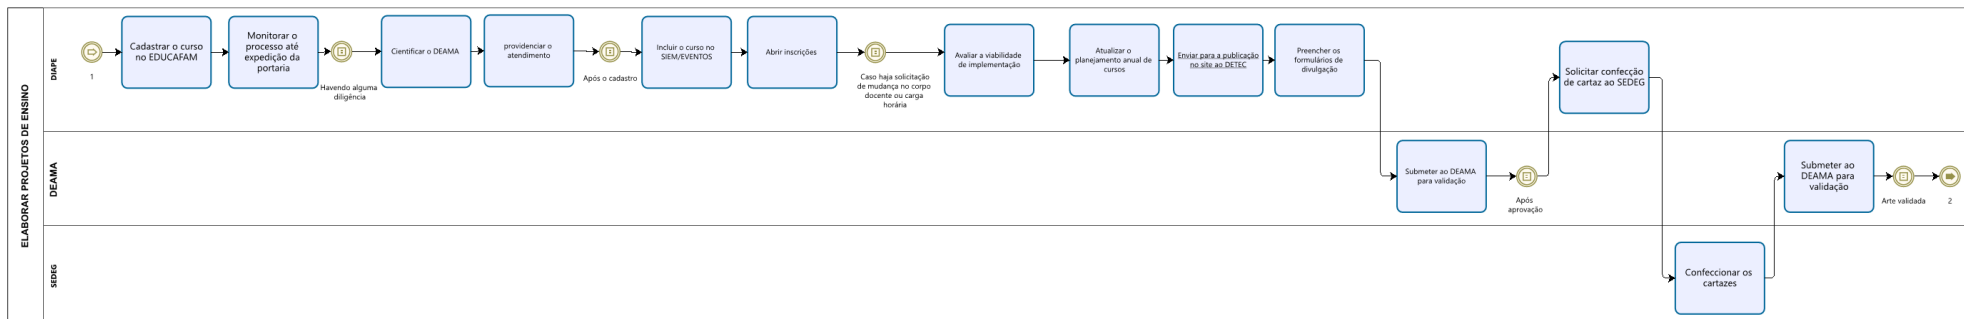 ELABORAR PROJETOS DE ENSINO
DIAPE
1
Cadastrar o curso
no EDUCAFAM
Monitorar o
processo até
expedição da
portaria
Havendo alguma
diligência
Cientificar o DEAMA
providenciar o
atendimento
Após o cadastro
Incluir o curso no
SIEM/EVENTOS
Abrir inscrições
Caso haja solicitação
de mudança no corpo
docente ou carga
horária
Avaliar a viabilidade
de implementação
Atualizar o
planejamento anual de
cursos
Enviar para a publicação
no site ao DETEC
Preencher os
formulários de
divulgação
Solicitar confecção
de cartaz ao SEDEG
DEAMA
Submeter ao DEAMA
para validação
Após
aprovação
Submeter ao
DEAMA para
validação
Arte validada
2
SEDEG
Confeccionar os
cartazes